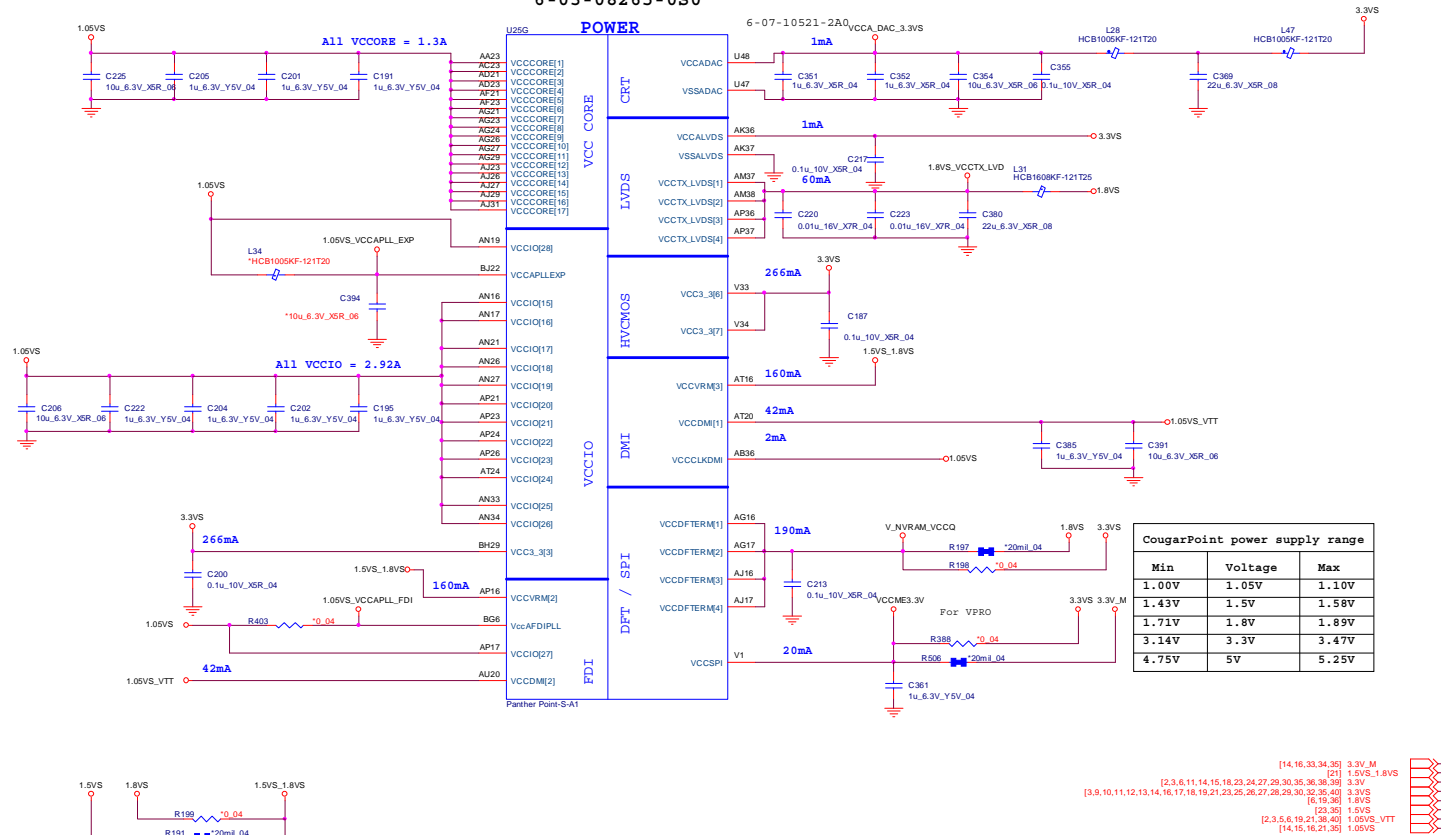 6-03-08265-0S0
POWER
6-07-10521-2A0
U25G
1.05VS
All VCCORE = 1.3A
C225
10u_6.3V_X5R_06
C205
1u_6.3V_Y5V_04
C201
1u_6.3V_Y5V_04
C191
1u_6.3V_Y5V_04
AA23 VCCCORE[1]
AC23 VCCCORE[2]
AD21 VCCCORE[3]
AD23 VCCCORE[4]
AF21 VCCCORE[5]
AF23 VCCCORE[6]
AG21 VCCCORE[7]
AG23 VCCCORE[8]
AG24 VCCCORE[9]
AG26 VCCCORE[10]
AG27 VCCCORE[11]
AG29 VCCCORE[12]
AJ23 VCCCORE[13]
AJ26 VCCCORE[14]
AJ27 VCCCORE[15]
AJ29 VCCCORE[16]
AJ31 VCCCORE[17]
VCC CORE
1.05VS
AN19 VCCIO[28]
L34
*HCB1005KF-121T20
1.05VS_VCCAPLL_EXP
BJ22 VCCAPLLEXP
C394
*10u_6.3V_X5R_06
AN16 VCCIO[15]
AN17 VCCIO[16]
AN21 VCCIO[17]
AN26 VCCIO[18]
AN27 VCCIO[19]
AP21 VCCIO[20]
AP23 VCCIO[21]
AP24 VCCIO[22]
AP26 VCCIO[23]
AT24 VCCIO[24]
AN33 VCCIO[25]
AN34 VCCIO[26]
VCCIO
1.05VS
All VCCIO = 2.92A
C206
10u_6.3V_X5R_06
C222
1u_6.3V_Y5V_04
C204
1u_6.3V_Y5V_04
C202
1u_6.3V_Y5V_04
C195
1u_6.3V_Y5V_04
3.3VS
266mA
BH29 VCC3_3[3]
C200
0.1u_10V_X5R_04
1.5VS_1.8VS
160mA
AP16 VCCVRM[2]
1.05VS_VCCAPLL_FDI
1.05VS
R403 *0_04
BG6 VccAFDIPLL
AP17 VCCIO[27]
42mA
1.05VS_VTT
AU20 VCCDMI[2]
FDI
Panther Point-S-A1
CRT
VCCADAC U48
VSSADAC U47
1mA
VCCA_DAC_3.3VS
C351
1u_6.3V_X5R_04
C352
1u_6.3V_X5R_04
C354
10u_6.3V_X5R_06
C355
0.1u_10V_X5R_04
L28
HCB1005KF-121T20
C369
22u_6.3V_X5R_08
L47
HCB1005KF-121T20
3.3VS
LVDS
VCCALVDS AK36
VSSALVDS AK37
1mA
3.3VS
C217
0.1u_10V_X5R_04
VCCTX_LVDS[1] AM37
VCCTX_LVDS[2] AM38
VCCTX_LVDS[3] AP36
VCCTX_LVDS[4] AP37
60mA
1.8VS_VCCTX_LVD
L31
HCB1608KF-121T25
1.8VS
C220
0.01u_16V_X7R_04
C223
0.01u_16V_X7R_04
C380
22u_6.3V_X5R_08
HVCMOS
VCC3_3[6] V33
VCC3_3[7] V34
266mA
3.3VS
C187
0.1u_10V_X5R_04
DMI
VCCVRM[3] AT16
160mA
1.5VS_1.8VS
VCCDMI[1] AT20
42mA
1.05VS_VTT
VCCCLKDMI AB36
2mA
1.05VS
C385
1u_6.3V_Y5V_04
C391
10u_6.3V_X5R_06
DFT / SPI
VCCDFTERM[1] AG16
VCCDFTERM[2] AG17
VCCDFTERM[3] AJ16
VCCDFTERM[4] AJ17
190mA
V_NVRAM_VCCQ
1.8VS 3.3VS
R197 *20mil_04
R198 *0_04
C213
0.1u_10V_X5R_04
VCCME3.3V
For VPRO
3.3VS 3.3V_M
R388 *0_04
R506 *20mil_04
VCCSPI V1
20mA
C361
1u_6.3V_Y5V_04
CougarPoint power supply range
Min Voltage Max
1.00V 1.05V 1.10V
1.43V 1.5V 1.58V
1.71V 1.8V 1.89V
3.14V 3.3V 3.47V
4.75V 5V 5.25V
1.5VS 1.8VS 1.5VS_1.8VS
R199 *0_04
R191 *20mil_04
[14,16,33,34,35] 3.3V_M
[21] 1.5VS_1.8VS
[2,3,6,11,14,15,18,23,24,27,29,30,35,36,38,39] 3.3V
[3,9,10,11,12,13,14,16,17,18,19,21,23,25,26,27,28,29,30,32,35,40] 3.3VS
[6,19,36] 1.8VS
[23,35] 1.5VS
[2,3,5,6,19,21,38,40] 1.05VS_VTT
[14,15,16,21,35] 1.05VS